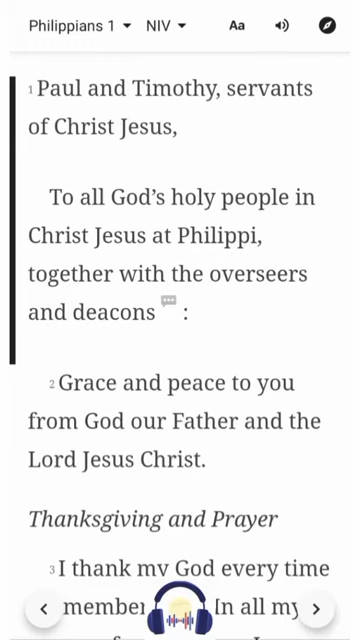 Philippians 1 NIV Aa
1 Paul and Timothy, servants
of Christ Jesus,
To all God’s holy people in
Christ Jesus at Philippi,
together with the overseers
and deacons :
2 Grace and peace to you
from God our Father and the
Lord Jesus Christ.
Thanksgiving and Prayer
3 I thank my God every time
In all my